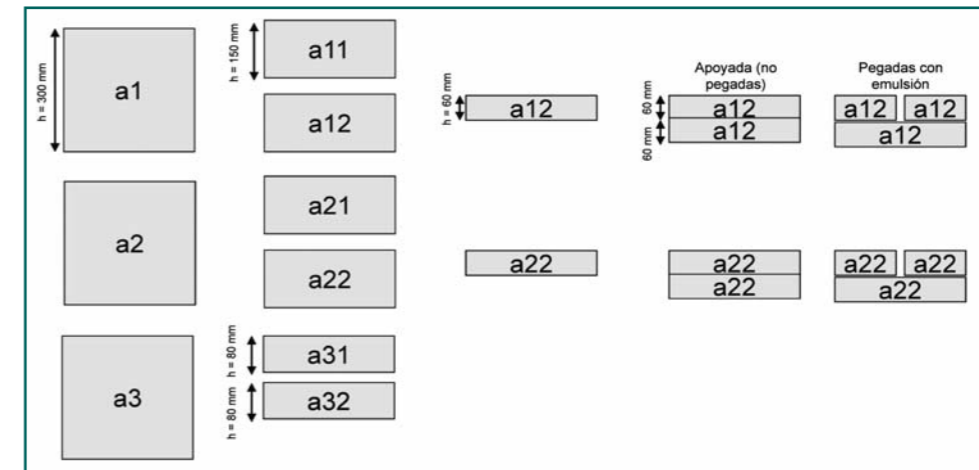 h = 300 mm
a1
h = 150 mm
a11
a12
h = 60 mm
a12
Apoyada (no
pegadas)
60 mm
a12
60 mm
a12
Pegadas con
emulsión
a12 a12
a12
a2
a21
a22
a22
a22
a22
a22 a22
a22
a3
h = 80 mm
a31
h = 80 mm
a32